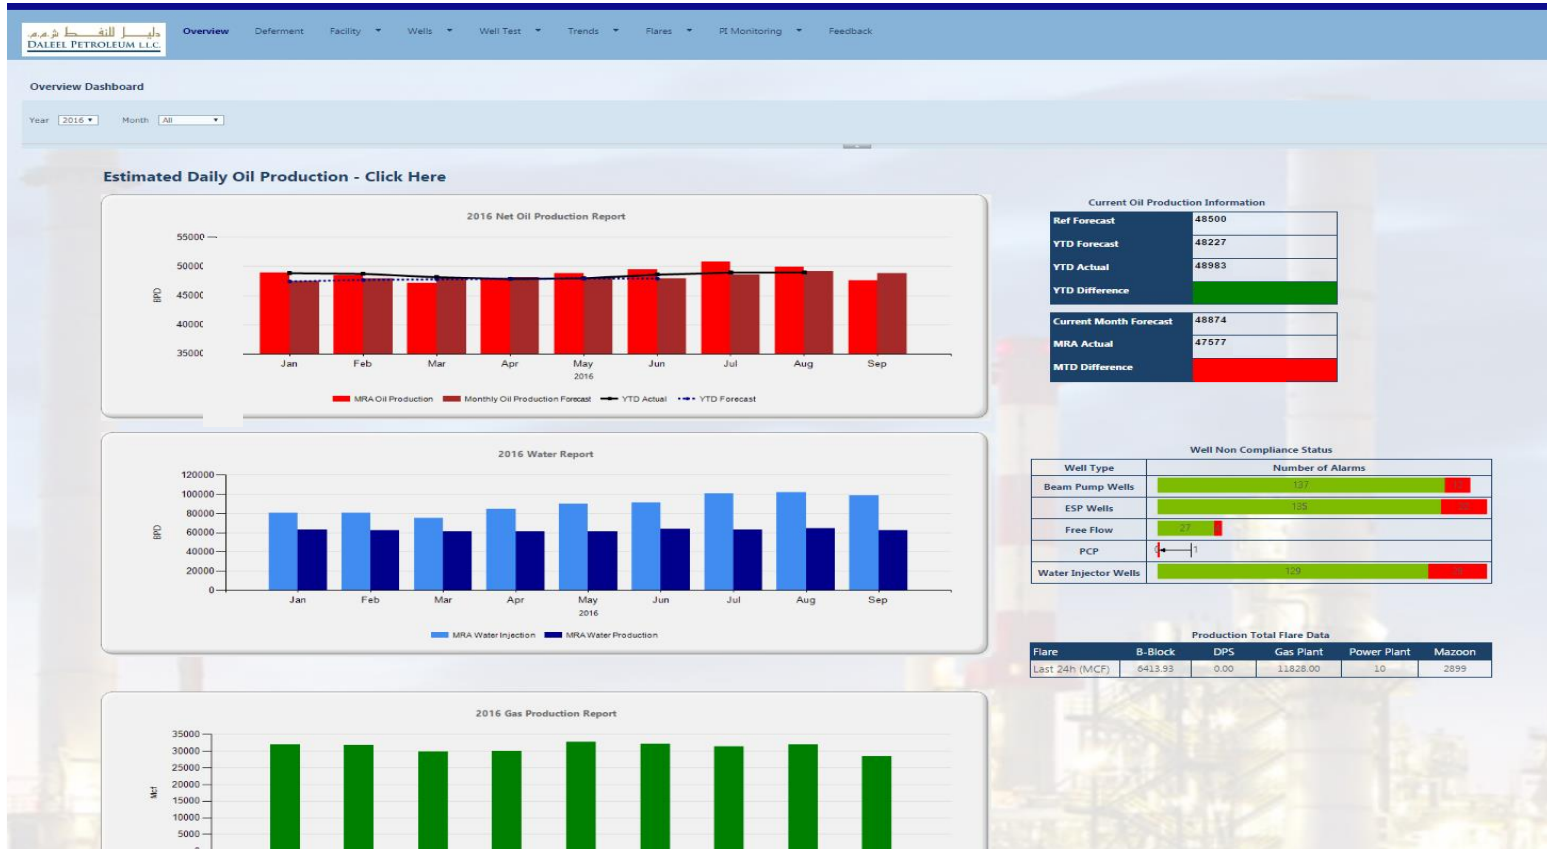 دليل للنفط ش.م.م
DALEEL PETROLEUM L.L.C.
Overview Deferment Facility Wells Well Test Trends Flares PI Monitoring Feedback
Overview Dashboard
Year 2016 Month All
Estimated Daily Oil Production - Click Here
2016 Net Oil Production Report
55000
50000
45000
40000
35000
BPD
Jan Feb Mar Apr May Jun Jul Aug Sep
2016
MRA Oil Production Monthly Oil Production Forecast YTD Actual YTD Forecast
Current Oil Production Information
Ref Forecast 48500
YTD Forecast 48227
YTD Actual 48983
YTD Difference
Current Month Forecast 48874
MRA Actual 47577
MTD Difference
2016 Water Report
120000
100000
80000
60000
40000
20000
0
BPD
Jan Feb Mar Apr May Jun Jul Aug Sep
2016
MRA Water Injection MRA Water Production
Well Non Compliance Status
Well Type Number of Alarms
Beam Pump Wells 137
ESP Wells 135
Free Flow 27
PCP 0 1
Water Injector Wells 129
Production Total Flare Data
Flare B-Block DPS Gas Plant Power Plant Mazoon
Last 24h (MCF) 6413.93 0.00 11828.00 10 2899
2016 Gas Production Report
35000
30000
25000
20000
15000
10000
5000
Mcf